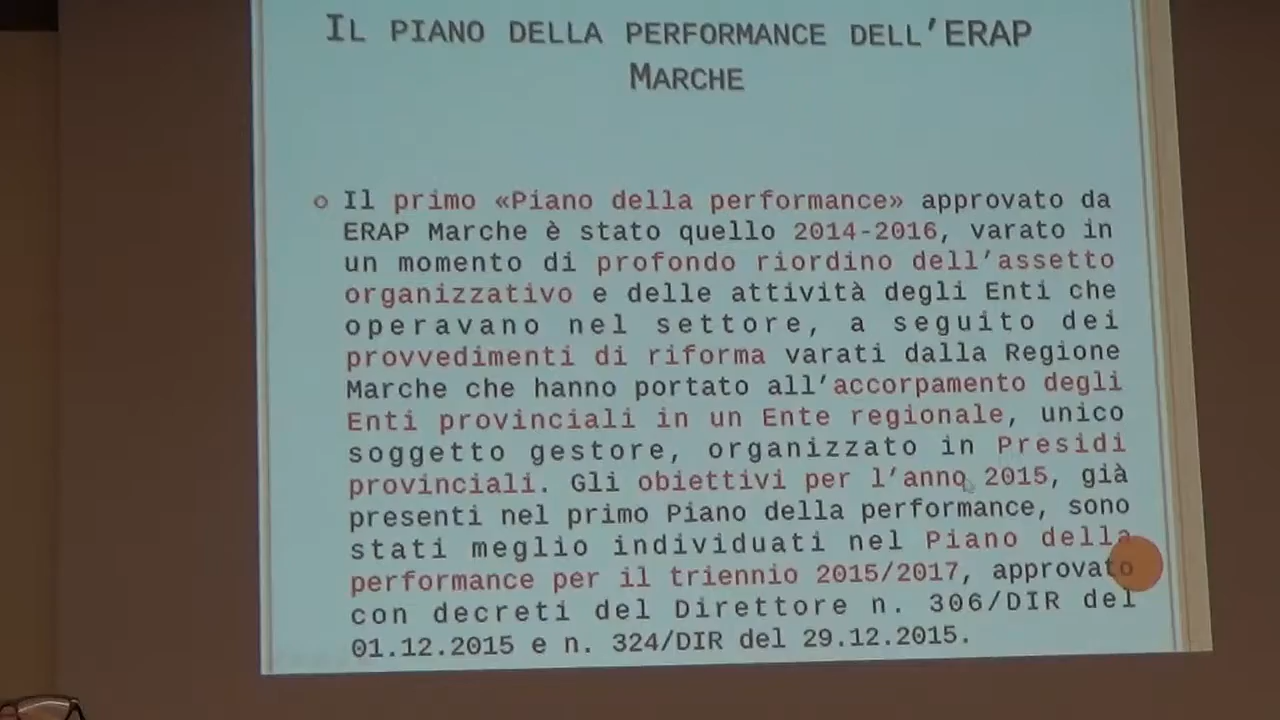 IL PIANO DELLA PERFORMANCE DELL'ERAP
MARCHE
Il primo «Piano della performance» approvato da
ERAP Marche è stato quello 2014-2016, varato in
un momento di profondo riordino dell'assetto
organizzativo e delle attività degli Enti che
operavano nel settore, a seguito dei
provvedimenti di riforma varati dalla Regione
Marche che hanno portato all'accorpamento degli
Enti provinciali in un Ente regionale, unico
soggetto gestore, organizzato in Presidi
provinciali. Gli obiettivi per l'anno 2015, già
presenti nel primo Piano della performance, sono
stati meglio individuati nel Piano della
performance per il triennio 2015/2017, approvato
con decreti del Direttore n. 306/DIR del
01.12.2015 e n. 324/DIR del 29.12.2015.